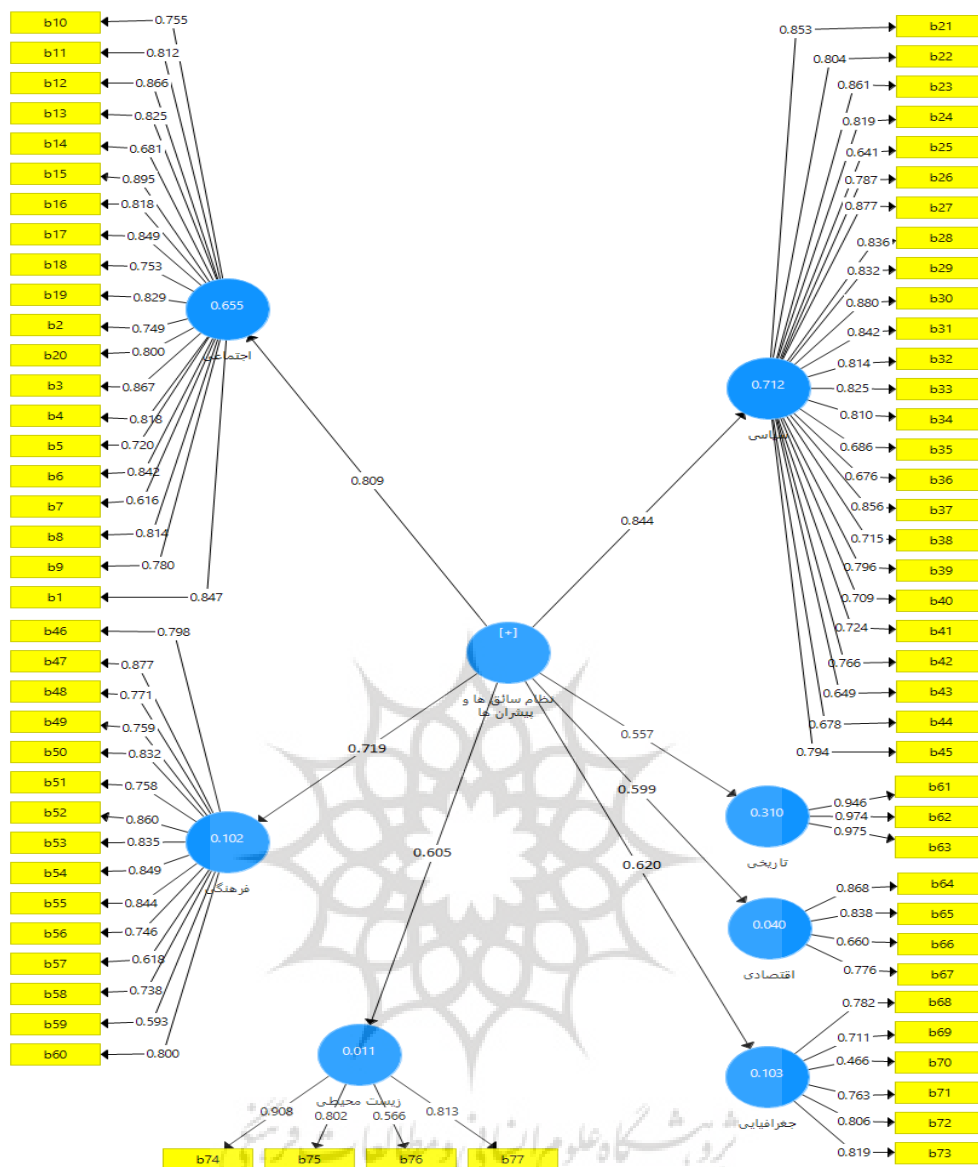 b10
b11
b12
b13
b14
b15
b16
b17
b18
b19
b2
b20
b3
b4
b5
b6
b7
b8
b9
b1
0.755
0.812
0.866
0.825
0.681
0.895
0.818
0.849
0.753
0.829
0.749
0.800
0.867
0.818
0.720
0.842
0.616
0.814
0.780
0.847
0.655
اجتماعی
0.809
b21
b22
b23
b24
b25
b26
b27
b28
b29
b30
b31
b32
b33
b34
b35
b36
b37
b38
b39
b40
b41
b42
b43
b44
b45
0.853
0.804
0.861
0.819
0.641
0.787
0.877
0.836
0.832
0.880
0.842
0.814
0.825
0.810
0.686
0.676
0.856
0.715
0.796
0.709
0.724
0.766
0.649
0.678
0.794
0.712
سیاسی
0.844
[+]
نظام سائق ها و
پیشران ها
b46
b47
b48
b49
b50
b51
b52
b53
b54
b55
b56
b57
b58
b59
b60
0.798
0.877
0.771
0.759
0.832
0.758
0.860
0.835
0.849
0.844
0.746
0.618
0.738
0.593
0.800
0.102
فرهنگی
0.719
0.605
0.557
0.599
0.620
0.310
تاریخی
0.946
0.974
0.975
b61
b62
b63
0.040
اقتصادی
0.868
0.838
0.660
0.776
b64
b65
b66
b67
0.103
جغرافیایی
0.782
0.711
0.466
0.763
0.806
0.819
b68
b69
b70
b71
b72
b73
0.011
زیست محیطی
0.908
0.802
0.566
0.813
b74
b75
b76
b77
پژوهشگاه علوم انسانی و مطالعات فرهنگی